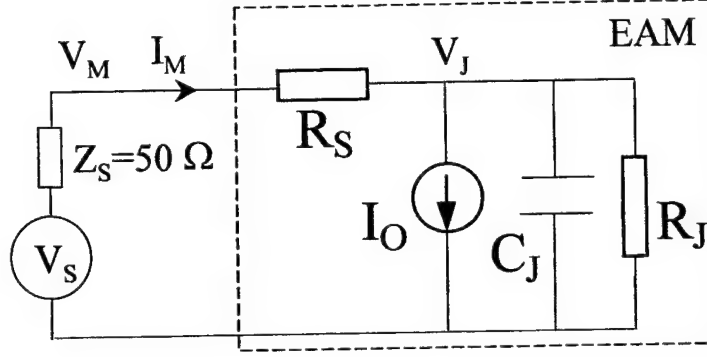 EAM
V_M I_M V_J
R_S
Z_S=50 Ω
I_O C_J R_J
V_S